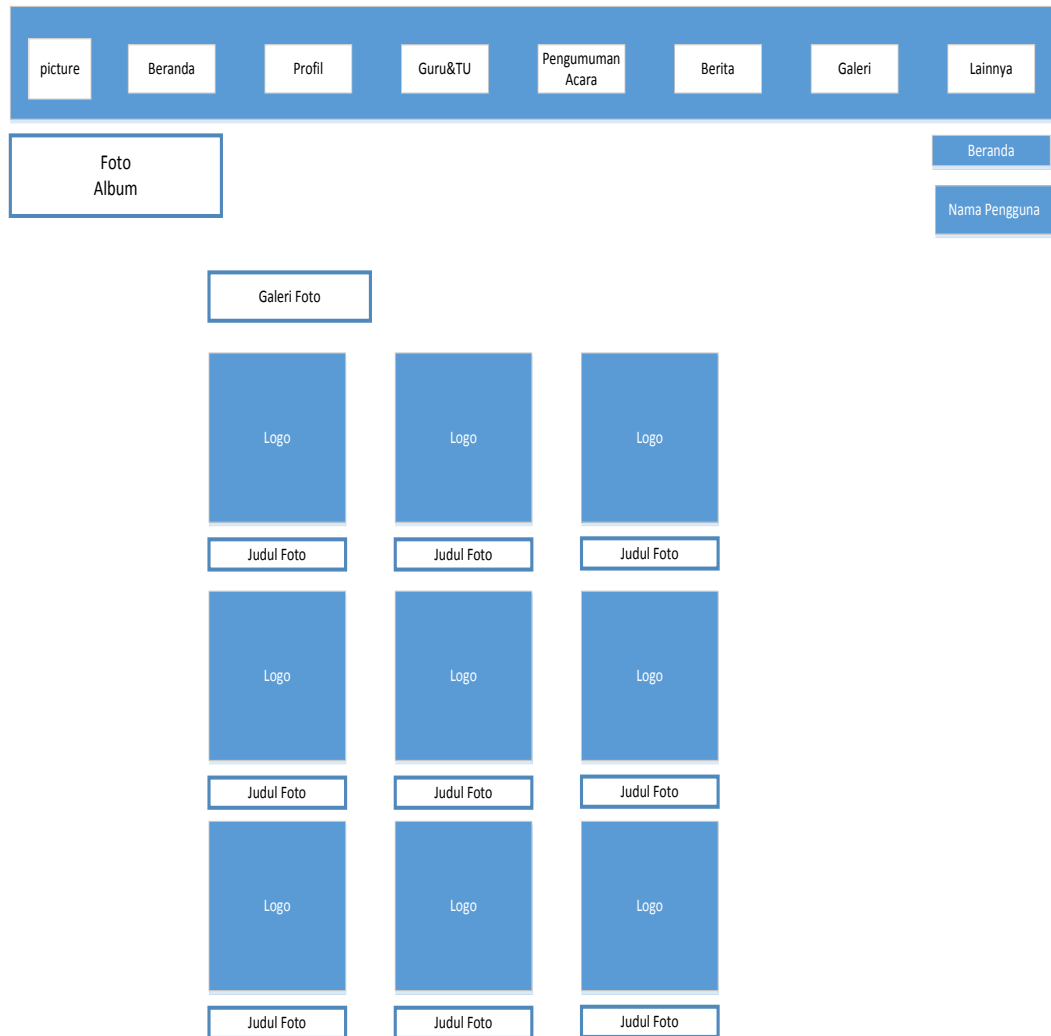 picture
Beranda
Profil
Guru&TU
Pengumuman
Acara
Berita
Galeri
Lainnya
Foto
Album
Beranda
Nama Pengguna
Galeri Foto
Logo
Logo
Logo
Judul Foto
Judul Foto
Judul Foto
Logo
Logo
Logo
Judul Foto
Judul Foto
Judul Foto
Logo
Logo
Logo
Judul Foto
Judul Foto
Judul Foto